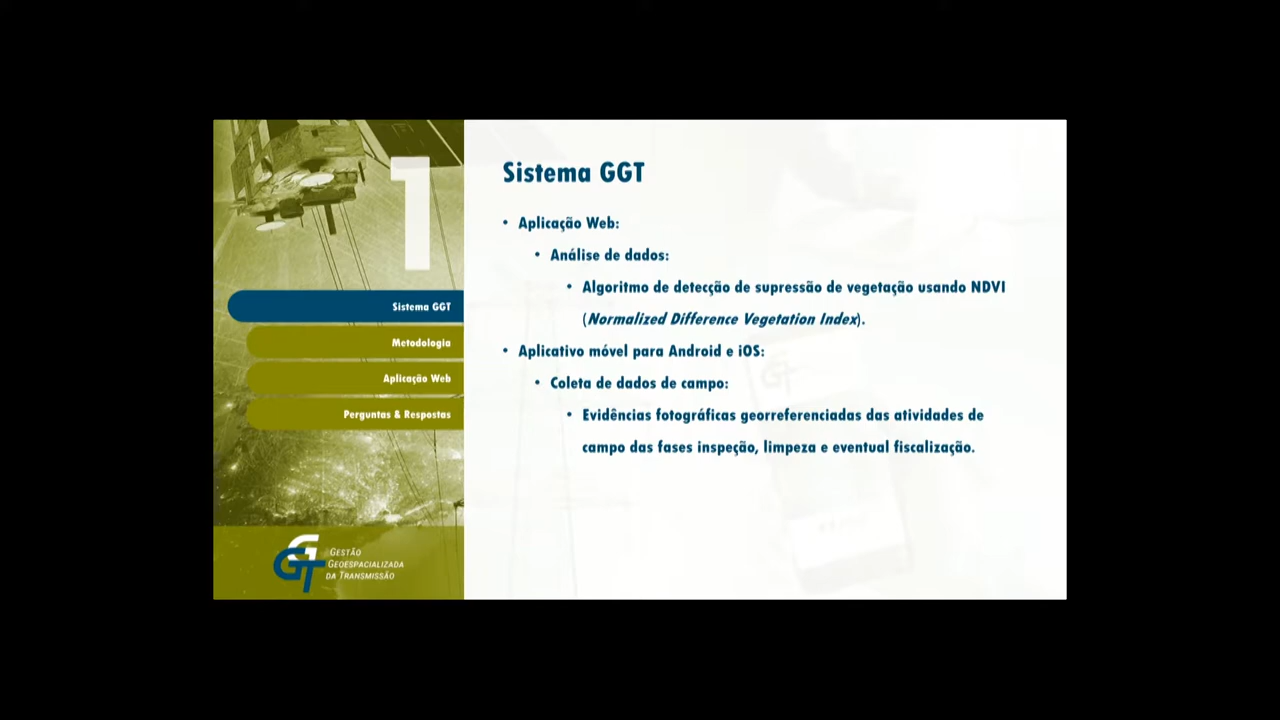 1
Sistema GGT
Metodologia
Aplicação Web
Perguntas & Respostas
GGT
GESTÃO
GEOESPACIALIZADA
DA TRANSMISSÃO
Sistema GGT
• Aplicação Web:
• Análise de dados:
• Algoritmo de detecção de supressão de vegetação usando NDVI
(Normalized Difference Vegetation Index).
• Aplicativo móvel para Android e iOS:
• Coleta de dados de campo:
• Evidências fotográficas georreferenciadas das atividades de
campo das fases inspeção, limpeza e eventual fiscalização.